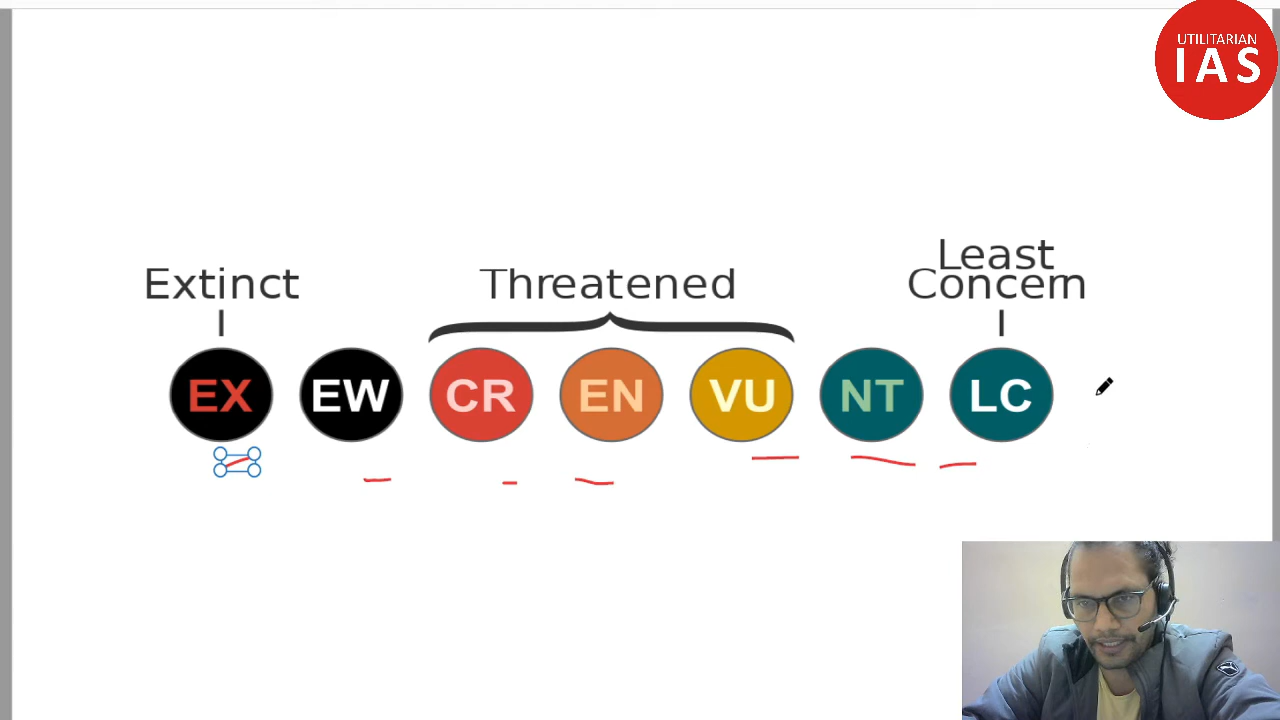 UTILITARIAN
IAS
Least
Extinct Threatened Concern
EX EW CR EN VU NT LC